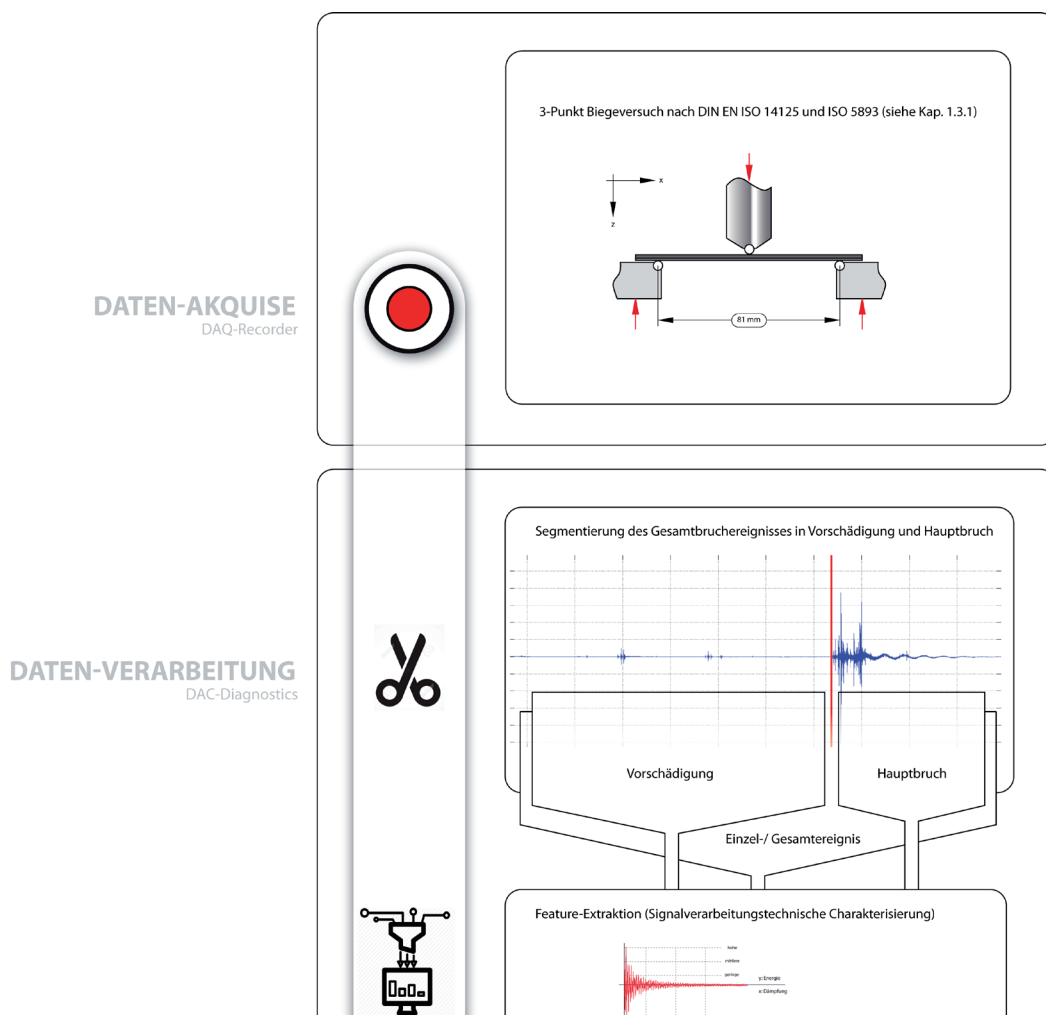 3-Punkt Biegeversuch nach DIN EN ISO 14125 und ISO 5893 (siehe Kap. 1.3.1)
x
z
81 mm
DATEN-AKQUISE
DAQ-Recorder
Segmentierung des Gesamtbruchereignisses in Vorschädigung und Hauptbruch
DATEN-VERARBEITUNG
DAC-Diagnostics
Vorschädigung
Hauptbruch
Einzel-/ Gesamtereignis
Feature-Extraktion (Signalverarbeitungstechnische Charakterisierung)
hohe
mittlere
geringe
y: Energie
x: Dämpfung